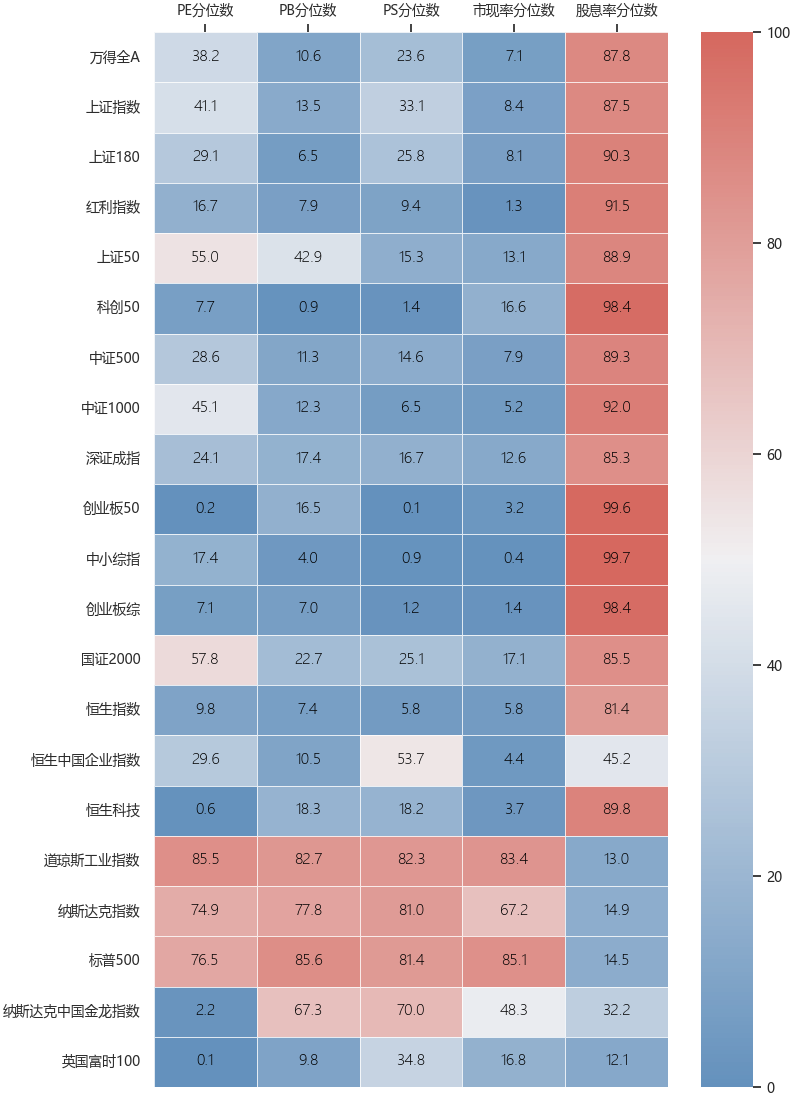 PE分位数 PB分位数 PS分位数 市现率分位数 股息率分位数
万得全A 38.2 10.6 23.6 7.1 87.8
上证指数 41.1 13.5 33.1 8.4 87.5
上证180 29.1 6.5 25.8 8.1 90.3
红利指数 16.7 7.9 9.4 1.3 91.5
上证50 55.0 42.9 15.3 13.1 88.9
科创50 7.7 0.9 1.4 16.6 98.4
中证500 28.6 11.3 14.6 7.9 89.3
中证1000 45.1 12.3 6.5 5.2 92.0
深证成指 24.1 17.4 16.7 12.6 85.3
创业板50 0.2 16.5 0.1 3.2 99.6
中小综指 17.4 4.0 0.9 0.4 99.7
创业板综 7.1 7.0 1.2 1.4 98.4
国证2000 57.8 22.7 25.1 17.1 85.5
恒生指数 9.8 7.4 5.8 5.8 81.4
恒生中国企业指数 29.6 10.5 53.7 4.4 45.2
恒生科技 0.6 18.3 18.2 3.7 89.8
道琼斯工业指数 85.5 82.7 82.3 83.4 13.0
纳斯达克指数 74.9 77.8 81.0 67.2 14.9
标普500 76.5 85.6 81.4 85.1 14.5
纳斯达克中国金龙指数 2.2 67.3 70.0 48.3 32.2
英国富时100 0.1 9.8 34.8 16.8 12.1
100
80
60
40
20
0